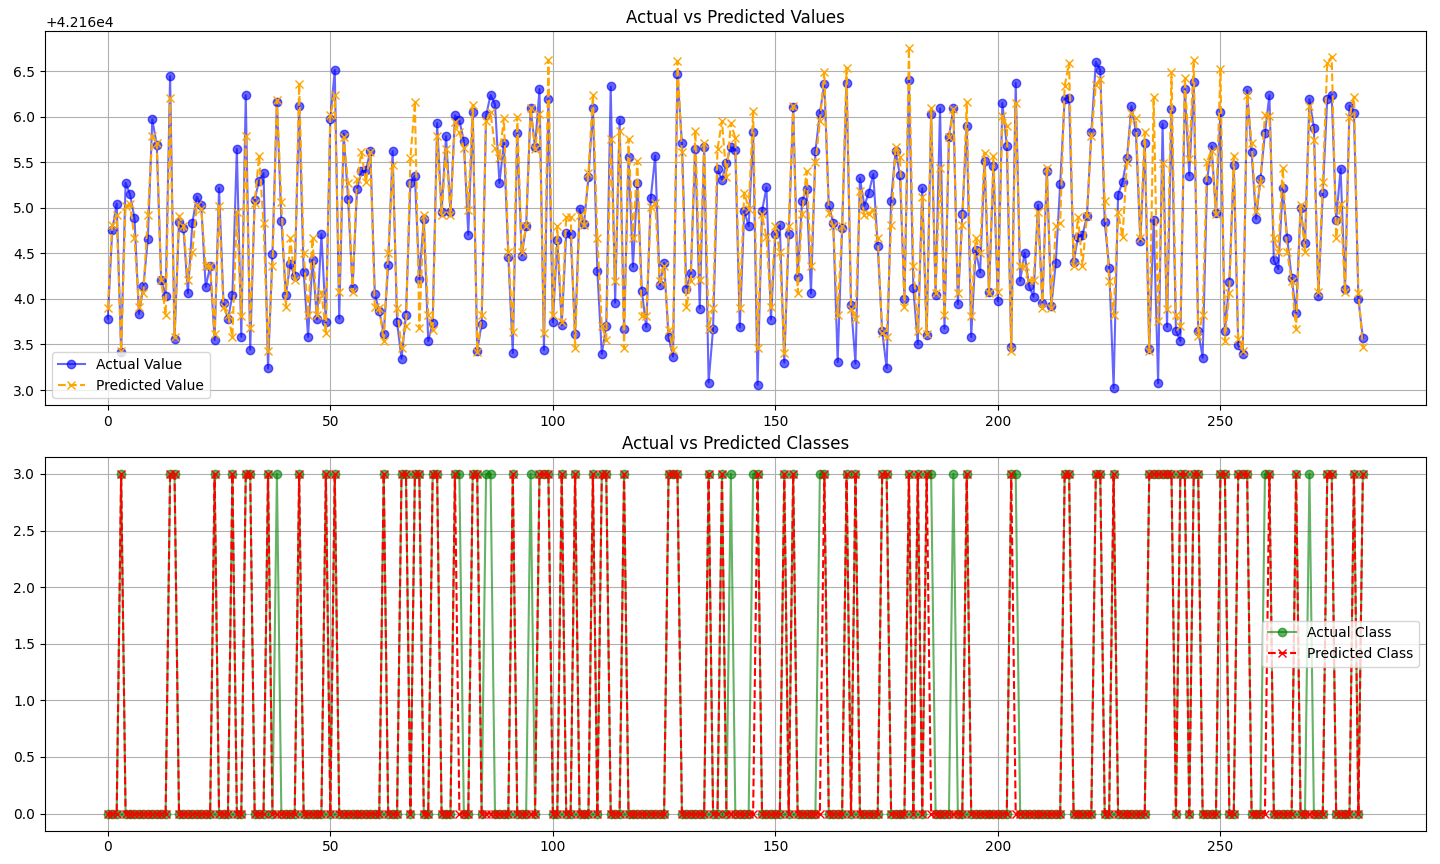 Actual vs Predicted Values
+4.216e4
6.5
6.0
5.5
5.0
4.5
4.0
3.5
3.0
Actual Value
Predicted Value
0 50 100 150 200 250
Actual vs Predicted Classes
3.0
2.5
2.0
1.5
1.0
0.5
0.0
Actual Class
Predicted Class
0 50 100 150 200 250